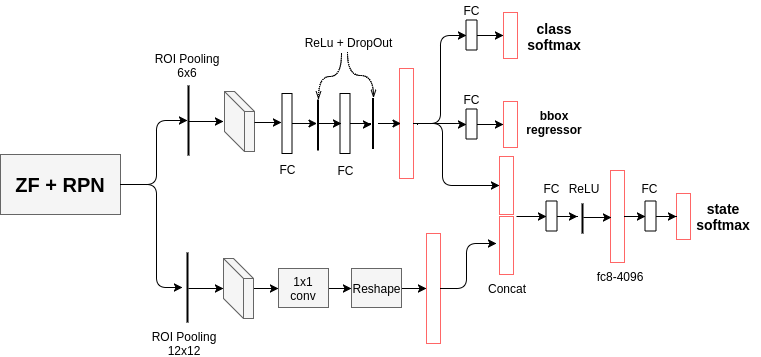 FC
class
softmax
ReLu + DropOut
ROI Pooling
6x6
FC
bbox
regressor
FC
FC
ZF + RPN
FC
ReLU
FC
state
softmax
fc8-4096
1x1
conv
Reshape
Concat
ROI Pooling
12x12